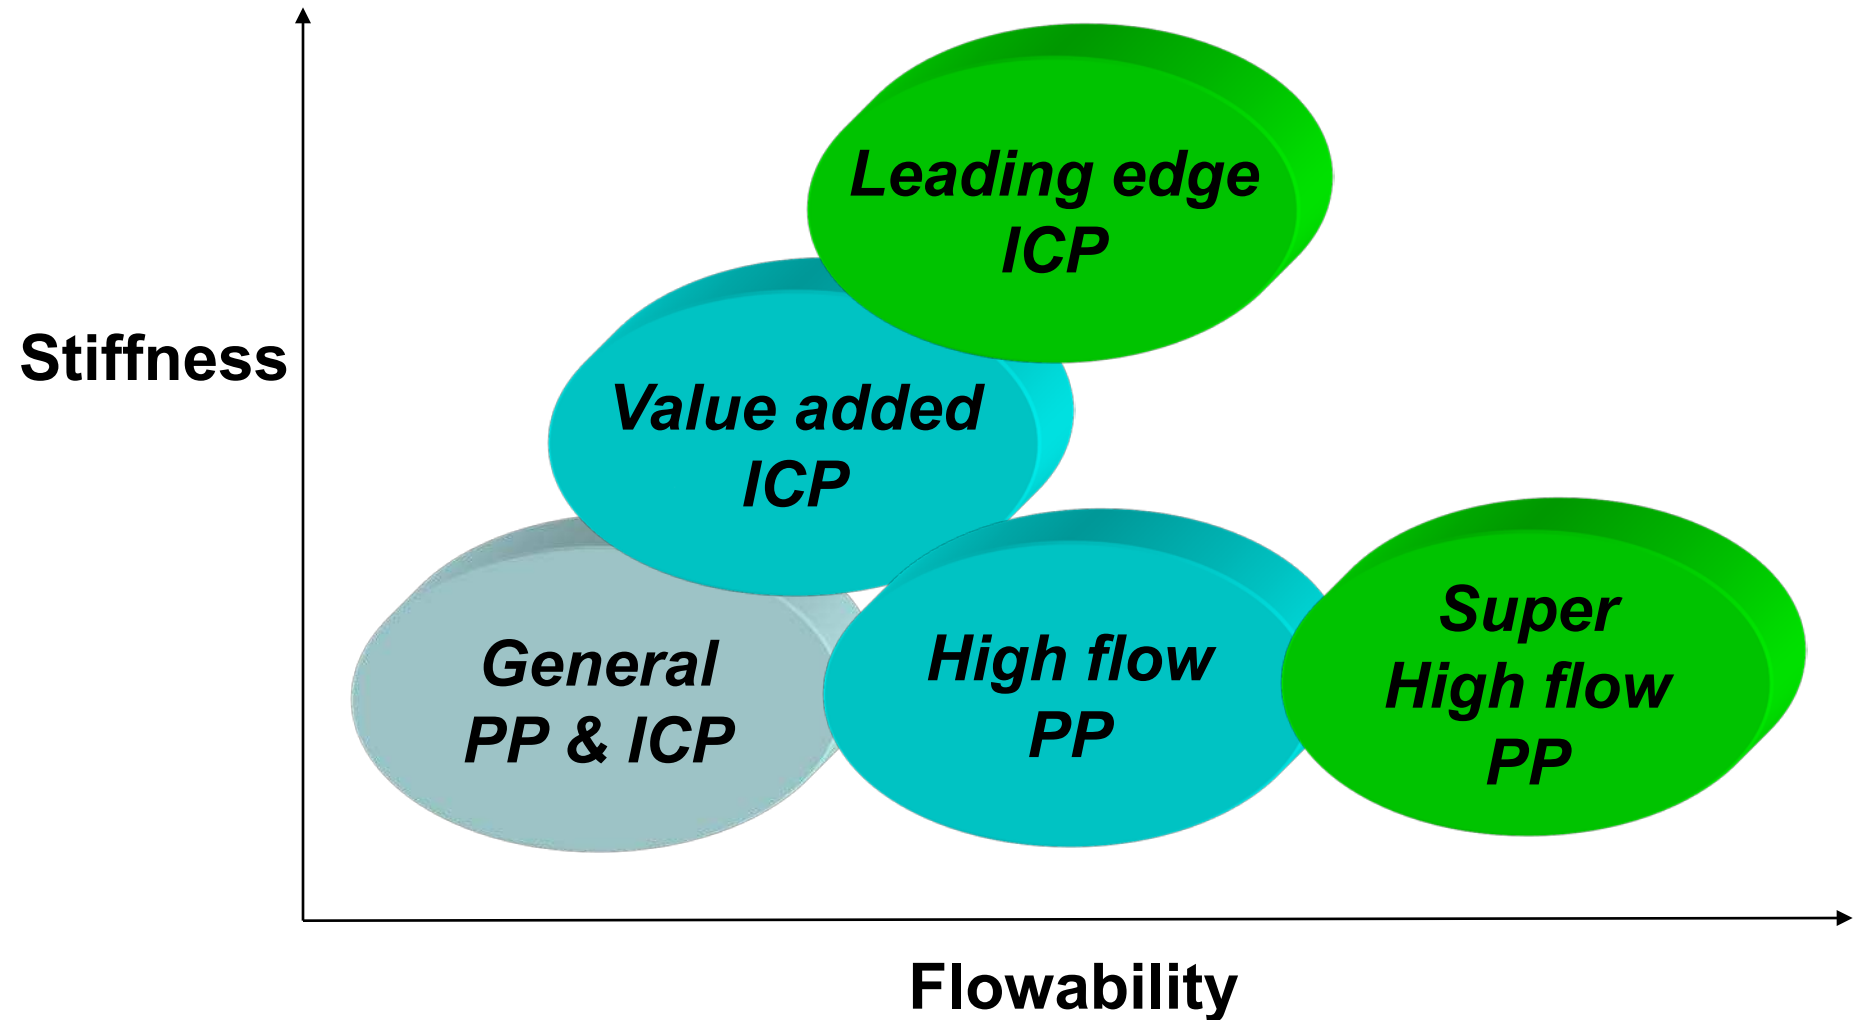 Leading edge
ICP
Stiffness
Value added
ICP
General
PP & ICP
High flow
PP
Super
High flow
PP
Flowability